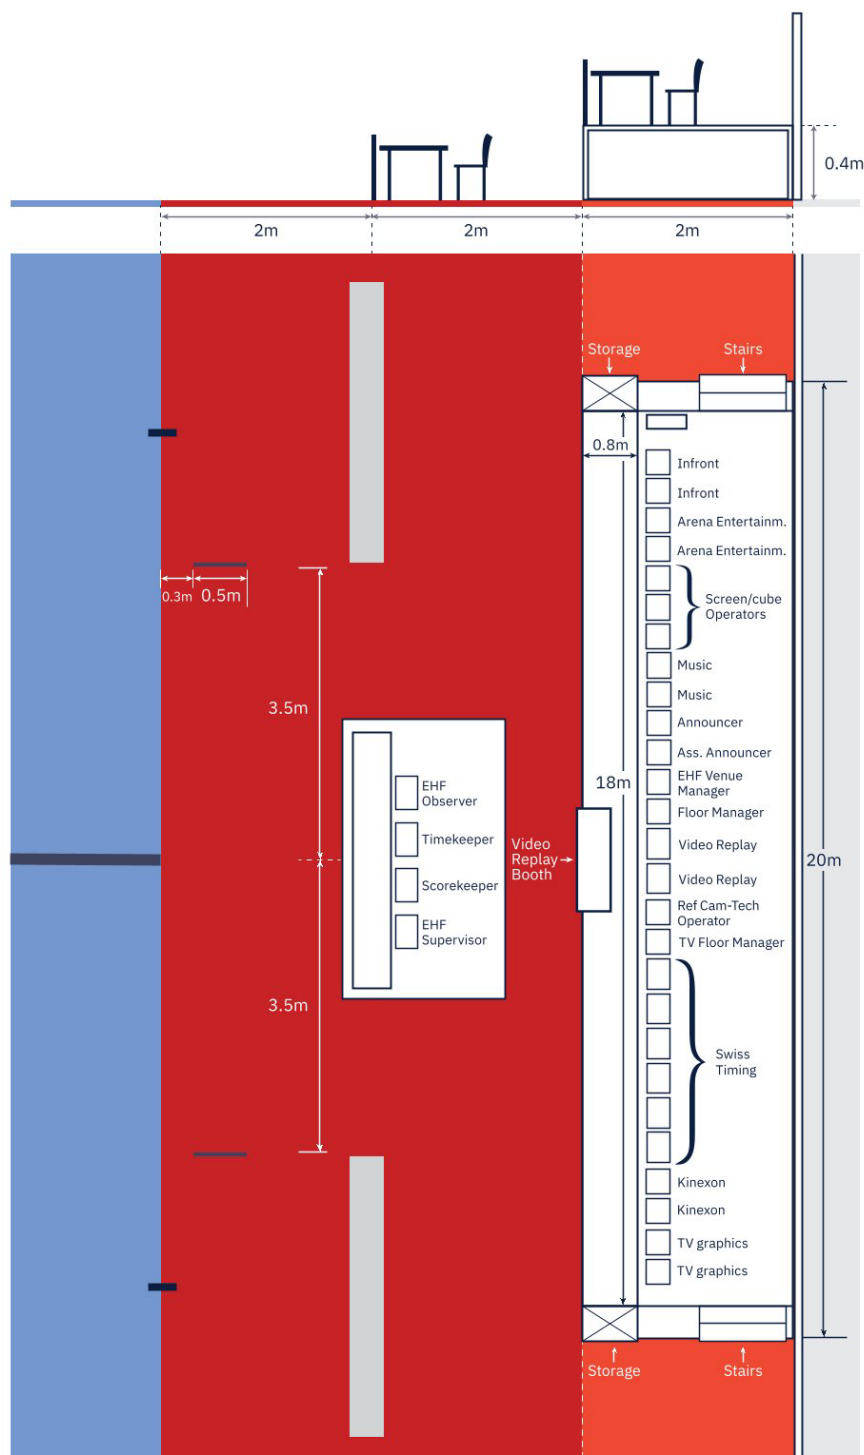 0.4m
2m
2m
2m
Storage
Stairs
0.8m
Infront
Infront
Arena Entertainm.
Arena Entertainm.
Screen/cube
Operators
0.3m
0.5m
Music
Music
3.5m
Announcer
Ass. Announcer
EHF Venue
Manager
18m
EHF
Observer
Floor Manager
Timekeeper
Video
Replay
Booth
Video Replay
20m
Scorekeeper
Video Replay
Ref Cam-Tech
Operator
EHF
Supervisor
TV Floor Manager
3.5m
Swiss
Timing
Kinexon
Kinexon
TV graphics
TV graphics
Storage
Stairs